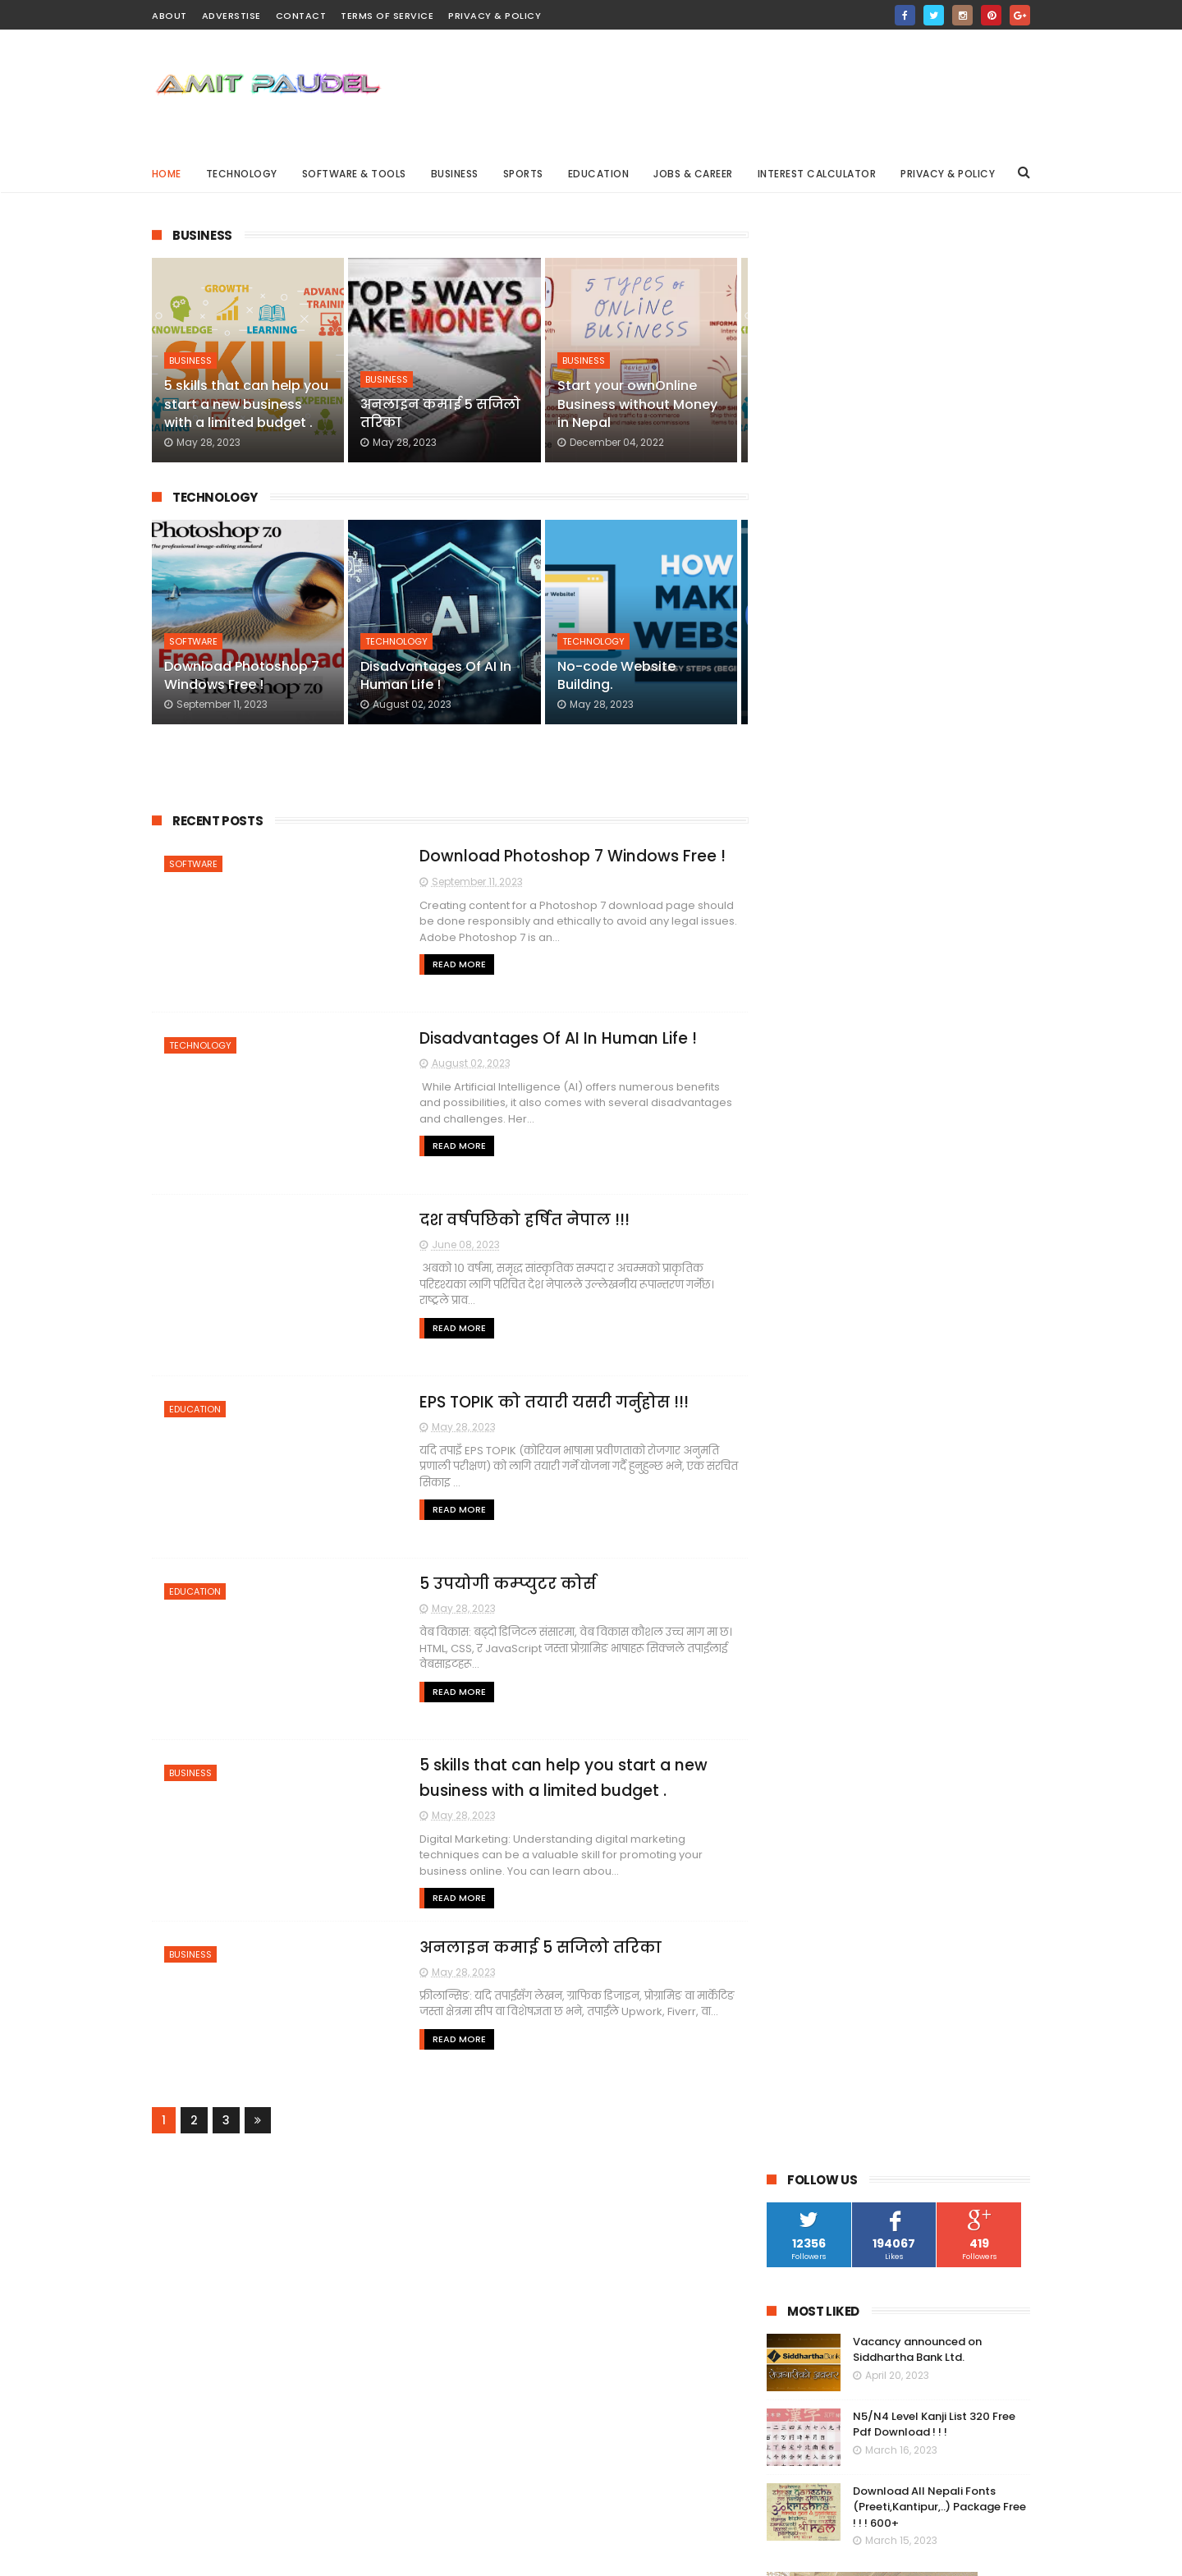 ABOUT ADVERSTISE CONTACT TERMS OF SERVICE PRIVACY & POLICY
AMIT PAUDEL
HOME TECHNOLOGY SOFTWARE & TOOLS BUSINESS SPORTS EDUCATION JOBS & CAREER INTEREST CALCULATOR PRIVACY & POLICY
BUSINESS
GROWTH
KNOWLEDGE
LEARNING
SKILL
BUSINESS
5 skills that can help you
start a new business
with a limited budget .
May 28, 2023
TOP 5 WAYS
MONEY
BUSINESS
अनलाइन कमाई 5 सजिलो
तरिका
May 28, 2023
5 TYPES OF
ONLINE
BUSINESS
BUSINESS
Start your ownOnline
Business without Money
in Nepal
December 04, 2022
TECHNOLOGY
Photoshop 7.0
The professional image-editing standard
SOFTWARE
Free Download
Photoshop 7.0
Download Photoshop 7
Windows Free !
September 11, 2023
AI
TECHNOLOGY
Disadvantages Of AI In
Human Life !
August 02, 2023
HOW
TECHNOLOGY
No-code Website
Building.
May 28, 2023
RECENT POSTS
SOFTWARE
Download Photoshop 7 Windows Free !
September 11, 2023
Creating content for a Photoshop 7 download page should
be done responsibly and ethically to avoid any legal issues.
Adobe Photoshop 7 is an...
READ MORE
TECHNOLOGY
Disadvantages Of AI In Human Life !
August 02, 2023
While Artificial Intelligence (AI) offers numerous benefits
and possibilities, it also comes with several disadvantages
and challenges. Her...
READ MORE
दश वर्षपछिको हर्षित नेपाल !!!
June 08, 2023
अबको 10 वर्षमा, समृद्ध सांस्कृतिक सम्पदा र अचम्मको प्राकृतिक
परिदृश्यका लागि परिचित देश नेपालले उल्लेखनीय रूपान्तरण गर्नेछ।
राष्ट्रले प्राव...
READ MORE
EDUCATION
EPS TOPIK को तयारी यसरी गर्नुहोस !!!
May 28, 2023
यदि तपाइँ EPS TOPIK (कोरियन भाषामा प्रवीणताको रोजगार अनुमति
प्रणाली परीक्षण) को लागि तयारी गर्ने योजना गर्दै हुनुहुन्छ भने, एक संरचित
सिकाइ ...
READ MORE
EDUCATION
5 उपयोगी कम्प्युटर कोर्स
May 28, 2023
वेब विकास: बढ्दो डिजिटल संसारमा, वेब विकास कौशल उच्च माग मा छ।
HTML, CSS, र JavaScript जस्ता प्रोग्रामिङ भाषाहरू सिक्नाले तपाईंलाई
वेबसाइटहरू...
READ MORE
BUSINESS
5 skills that can help you start a new
business with a limited budget .
May 28, 2023
Digital Marketing: Understanding digital marketing
techniques can be a valuable skill for promoting your
business online. You can learn abou...
READ MORE
BUSINESS
अनलाइन कमाई 5 सजिलो तरिका
May 28, 2023
फ्रीलान्सिङ: यदि तपाईसँग लेखन, ग्राफिक डिजाइन, प्रोग्रामिङ वा मार्केटिङ
जस्ता क्षेत्रमा सीप वा विशेषज्ञता छ भने, तपाईंले Upwork, Fiverr, वा...
READ MORE
1 2 3 »
FOLLOW US
12356 194067 419
Followers Likes Followers
MOST LIKED
Siddhartha Bank
Vacancy announced on
Siddhartha Bank Ltd.
April 20, 2023
N5/N4 Level Kanji List 320 Free
Pdf Download ! ! !
March 16, 2023
Download All Nepali Fonts
(Preeti,Kantipur,..) Package Free
! ! ! 600+
March 15, 2023